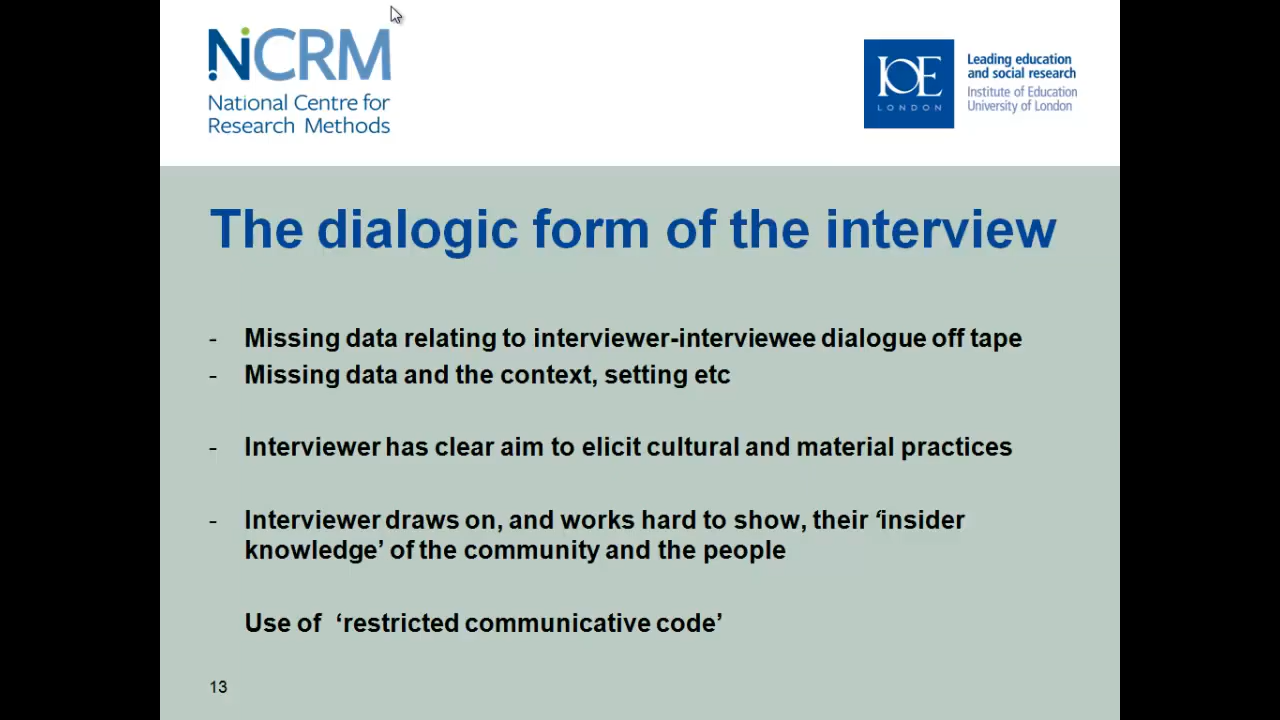 NCRM
National Centre for
Research Methods
IOE
LONDON
Leading education
and social research
Institute of Education
University of London
The dialogic form of the interview
- Missing data relating to interviewer-interviewee dialogue off tape
- Missing data and the context, setting etc
- Interviewer has clear aim to elicit cultural and material practices
- Interviewer draws on, and works hard to show, their ‘insider
knowledge’ of the community and the people
Use of ‘restricted communicative code’
13